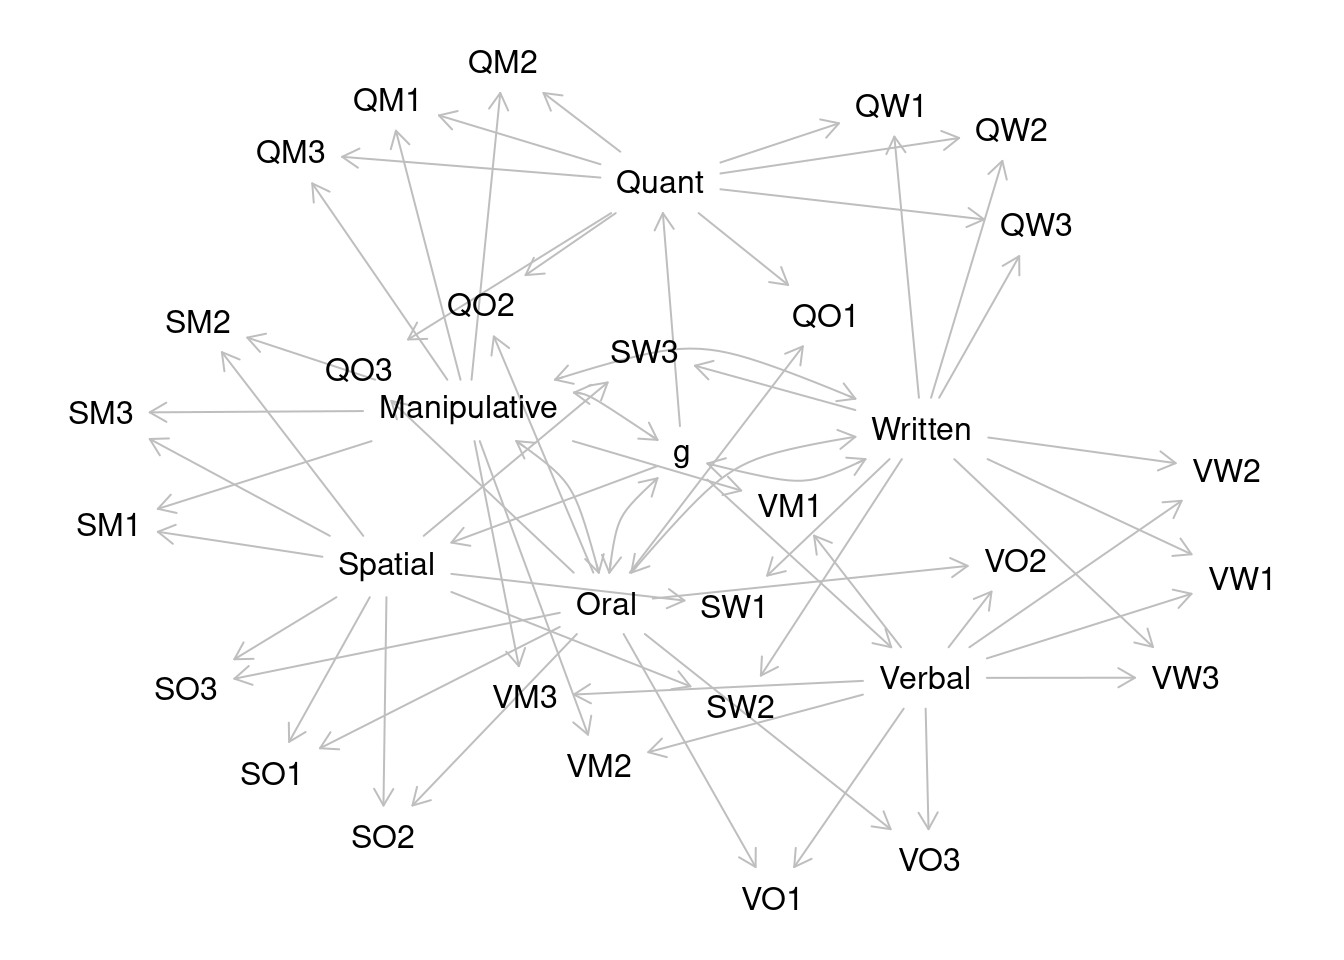 QM2
QM1
QW1
QW2
QM3
Quant
QW3
QO2
QO1
SM2
SW3
QO3
SM3
Manipulative
Written
g
VW2
VM1
SM1
Spatial
VO2
VW1
Oral
SW1
SO3
VM3
SW2
Verbal
VW3
SO1
VM2
SO2
VO3
VO1